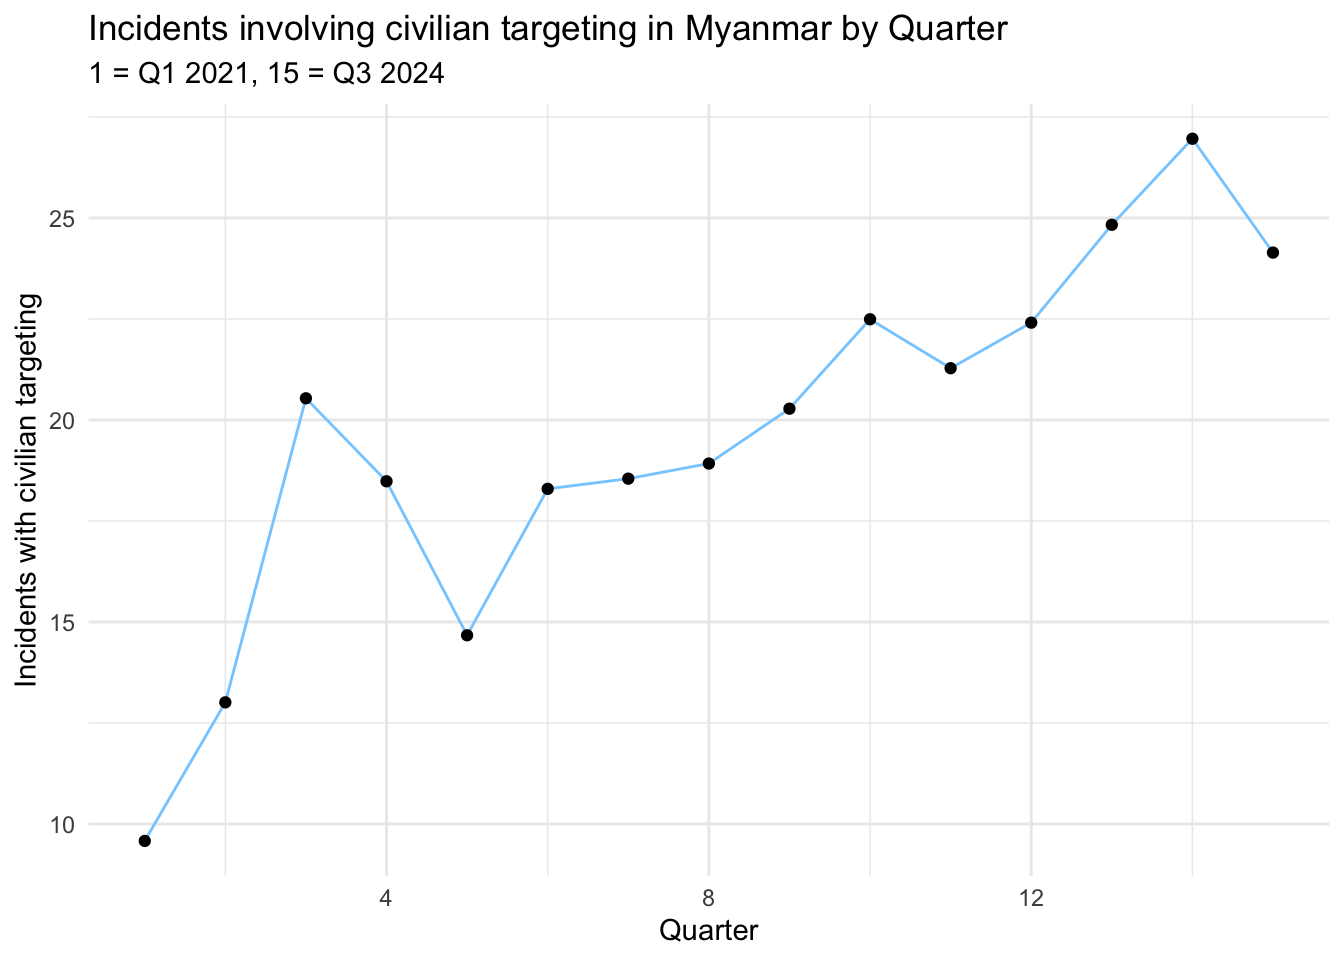 Incidents involving civilian targeting in Myanmar by Quarter
1 = Q1 2021, 15 = Q3 2024
Incidents with civilian targeting
25
20
15
10
4
8
12
Quarter